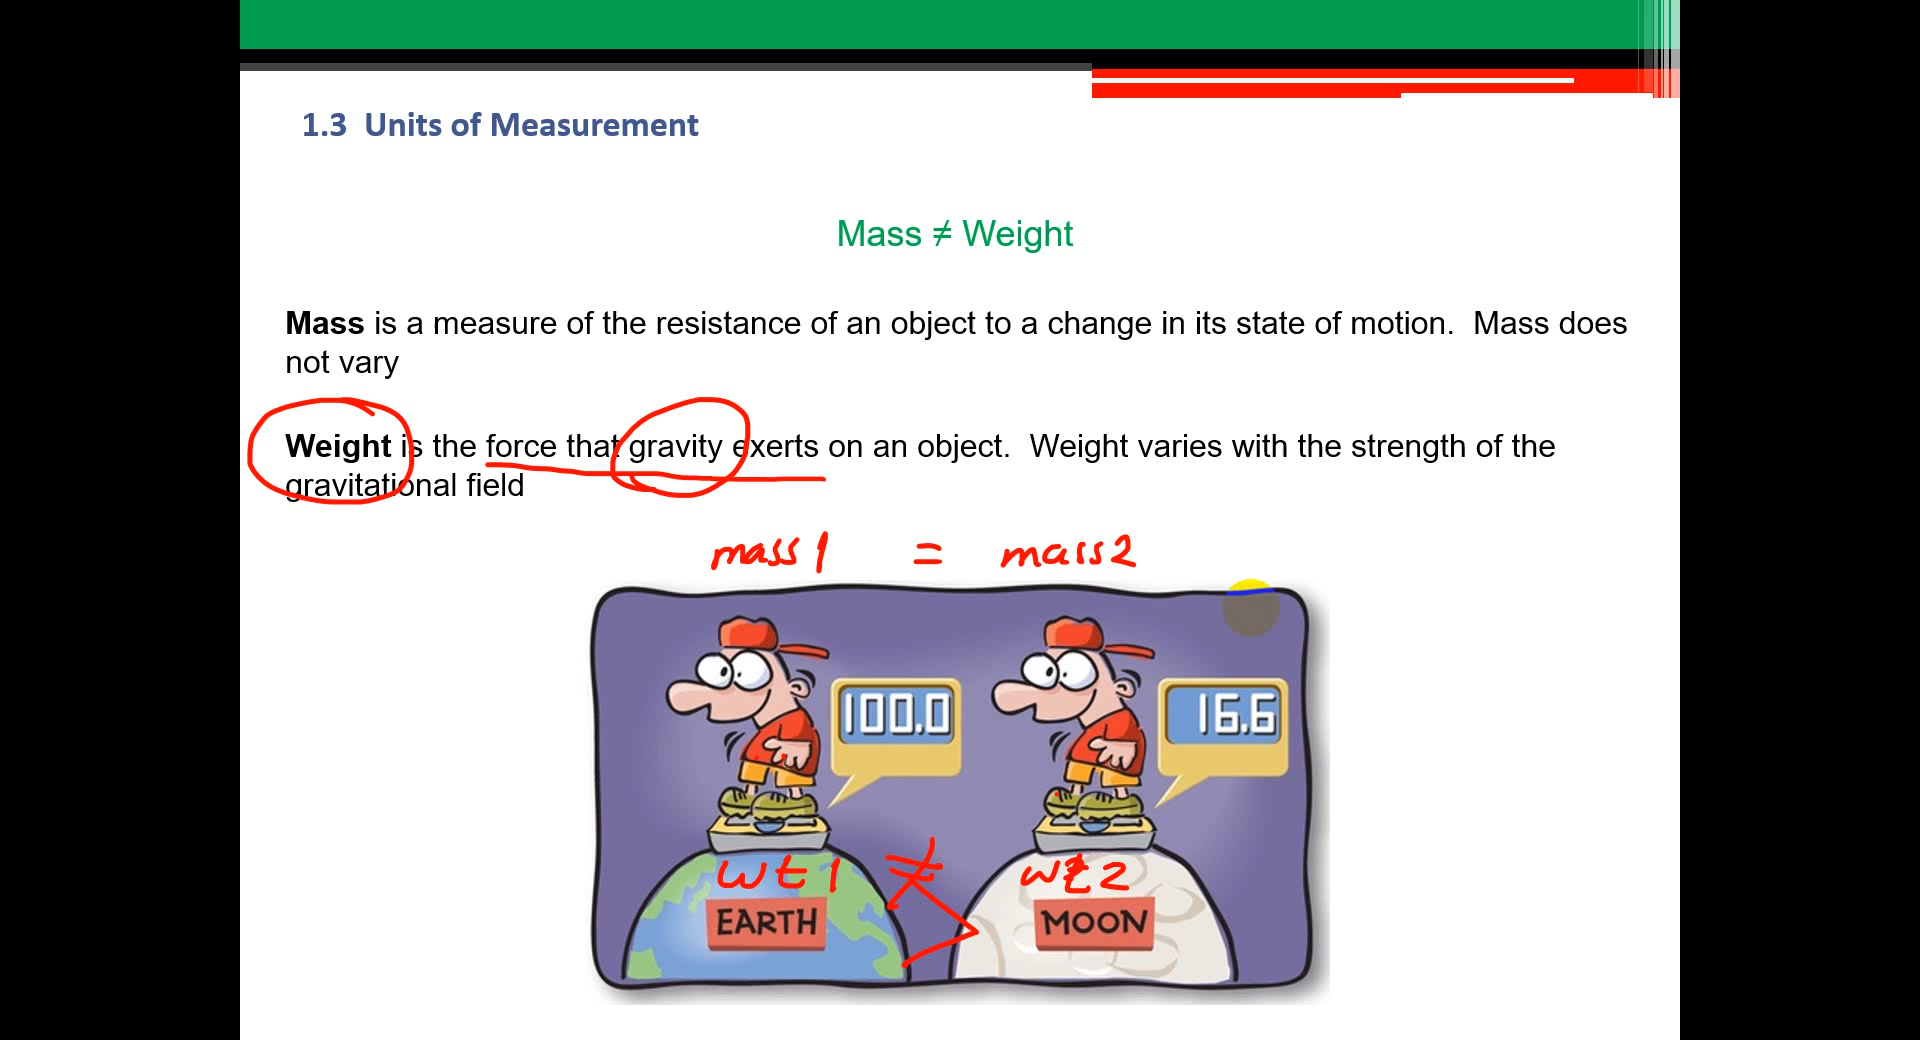 1.3 Units of Measurement
Mass ≠ Weight
Mass is a measure of the resistance of an object to a change in its state of motion. Mass does
not vary
Weight is the force that gravity exerts on an object. Weight varies with the strength of the
gravitational field
mass 1 = mass 2
100.0 16.6
wt 1 ≠ wt 2
EARTH MOON